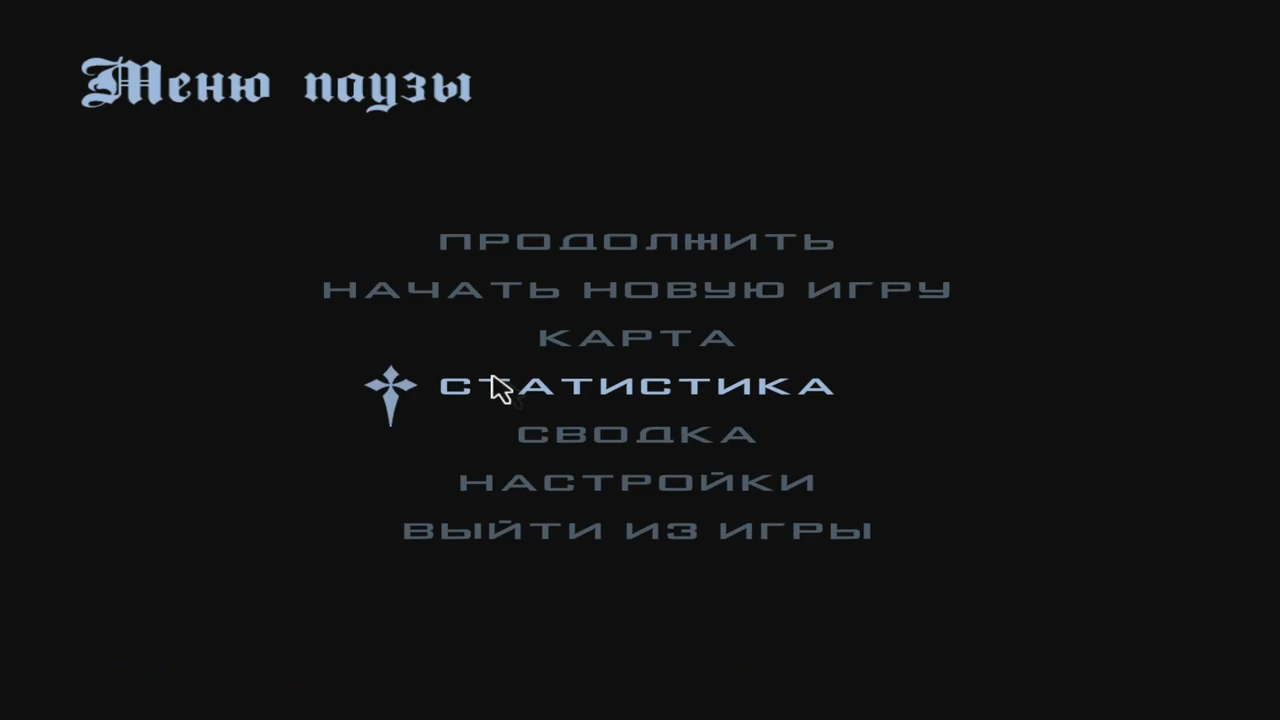 Меню паузы
ПРОДОЛЖИТЬ
НАЧАТЬ НОВУЮ ИГРУ
КАРТА
СТАТИСТИКА
СВОДКА
НАСТРОЙКИ
ВЫЙТИ ИЗ ИГРЫ